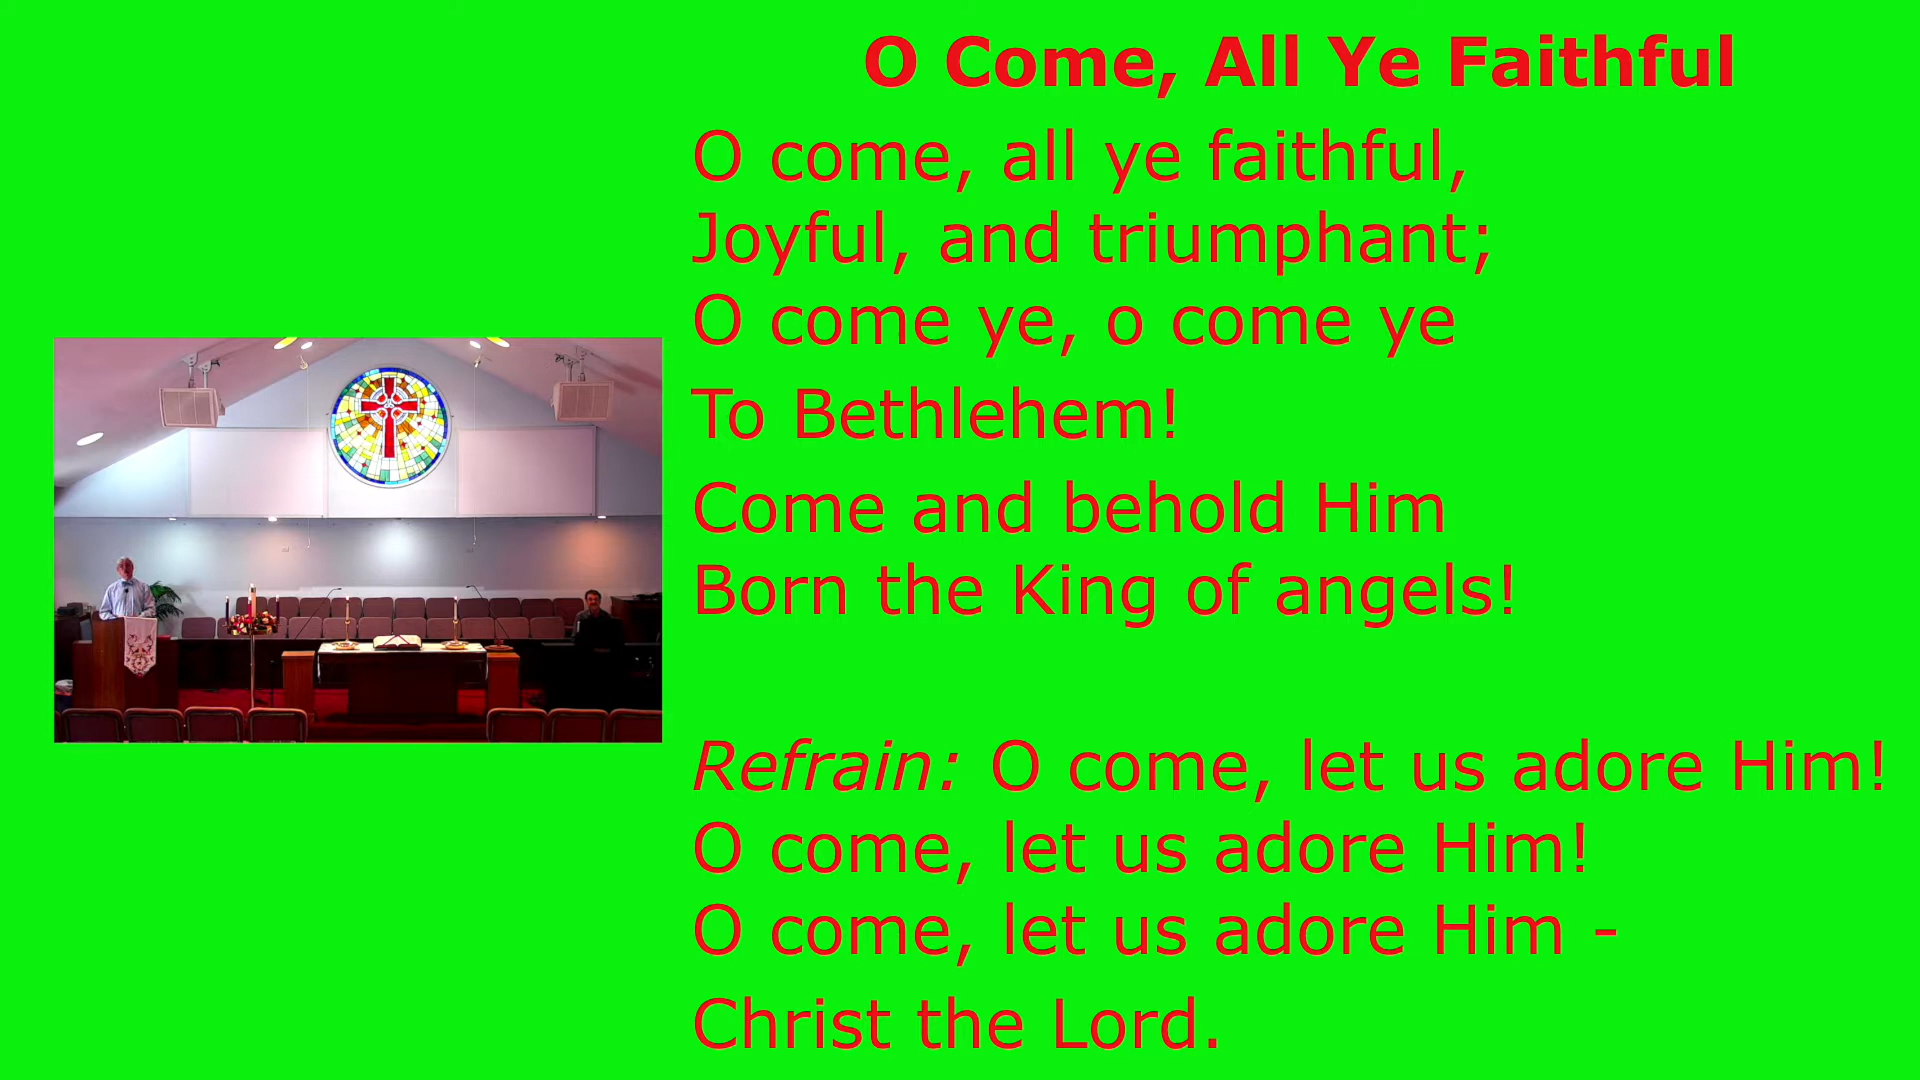 O Come, All Ye Faithful
O come, all ye faithful,
Joyful, and triumphant;
O come ye, o come ye
To Bethlehem!
Come and behold Him
Born the King of angels!
Refrain: O come, let us adore Him!
O come, let us adore Him!
O come, let us adore Him -
Christ the Lord.